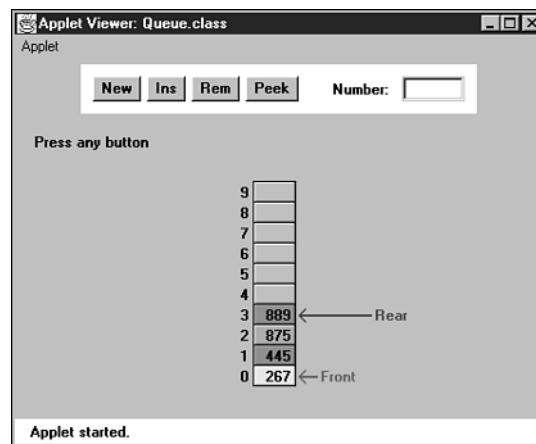 Applet Viewer: Queue.class
Applet
New Ins Rem Peek Number:
Press any button
9
8
7
6
5
4
3 889 Rear
2 875
1 445
0 267 Front
Applet started.